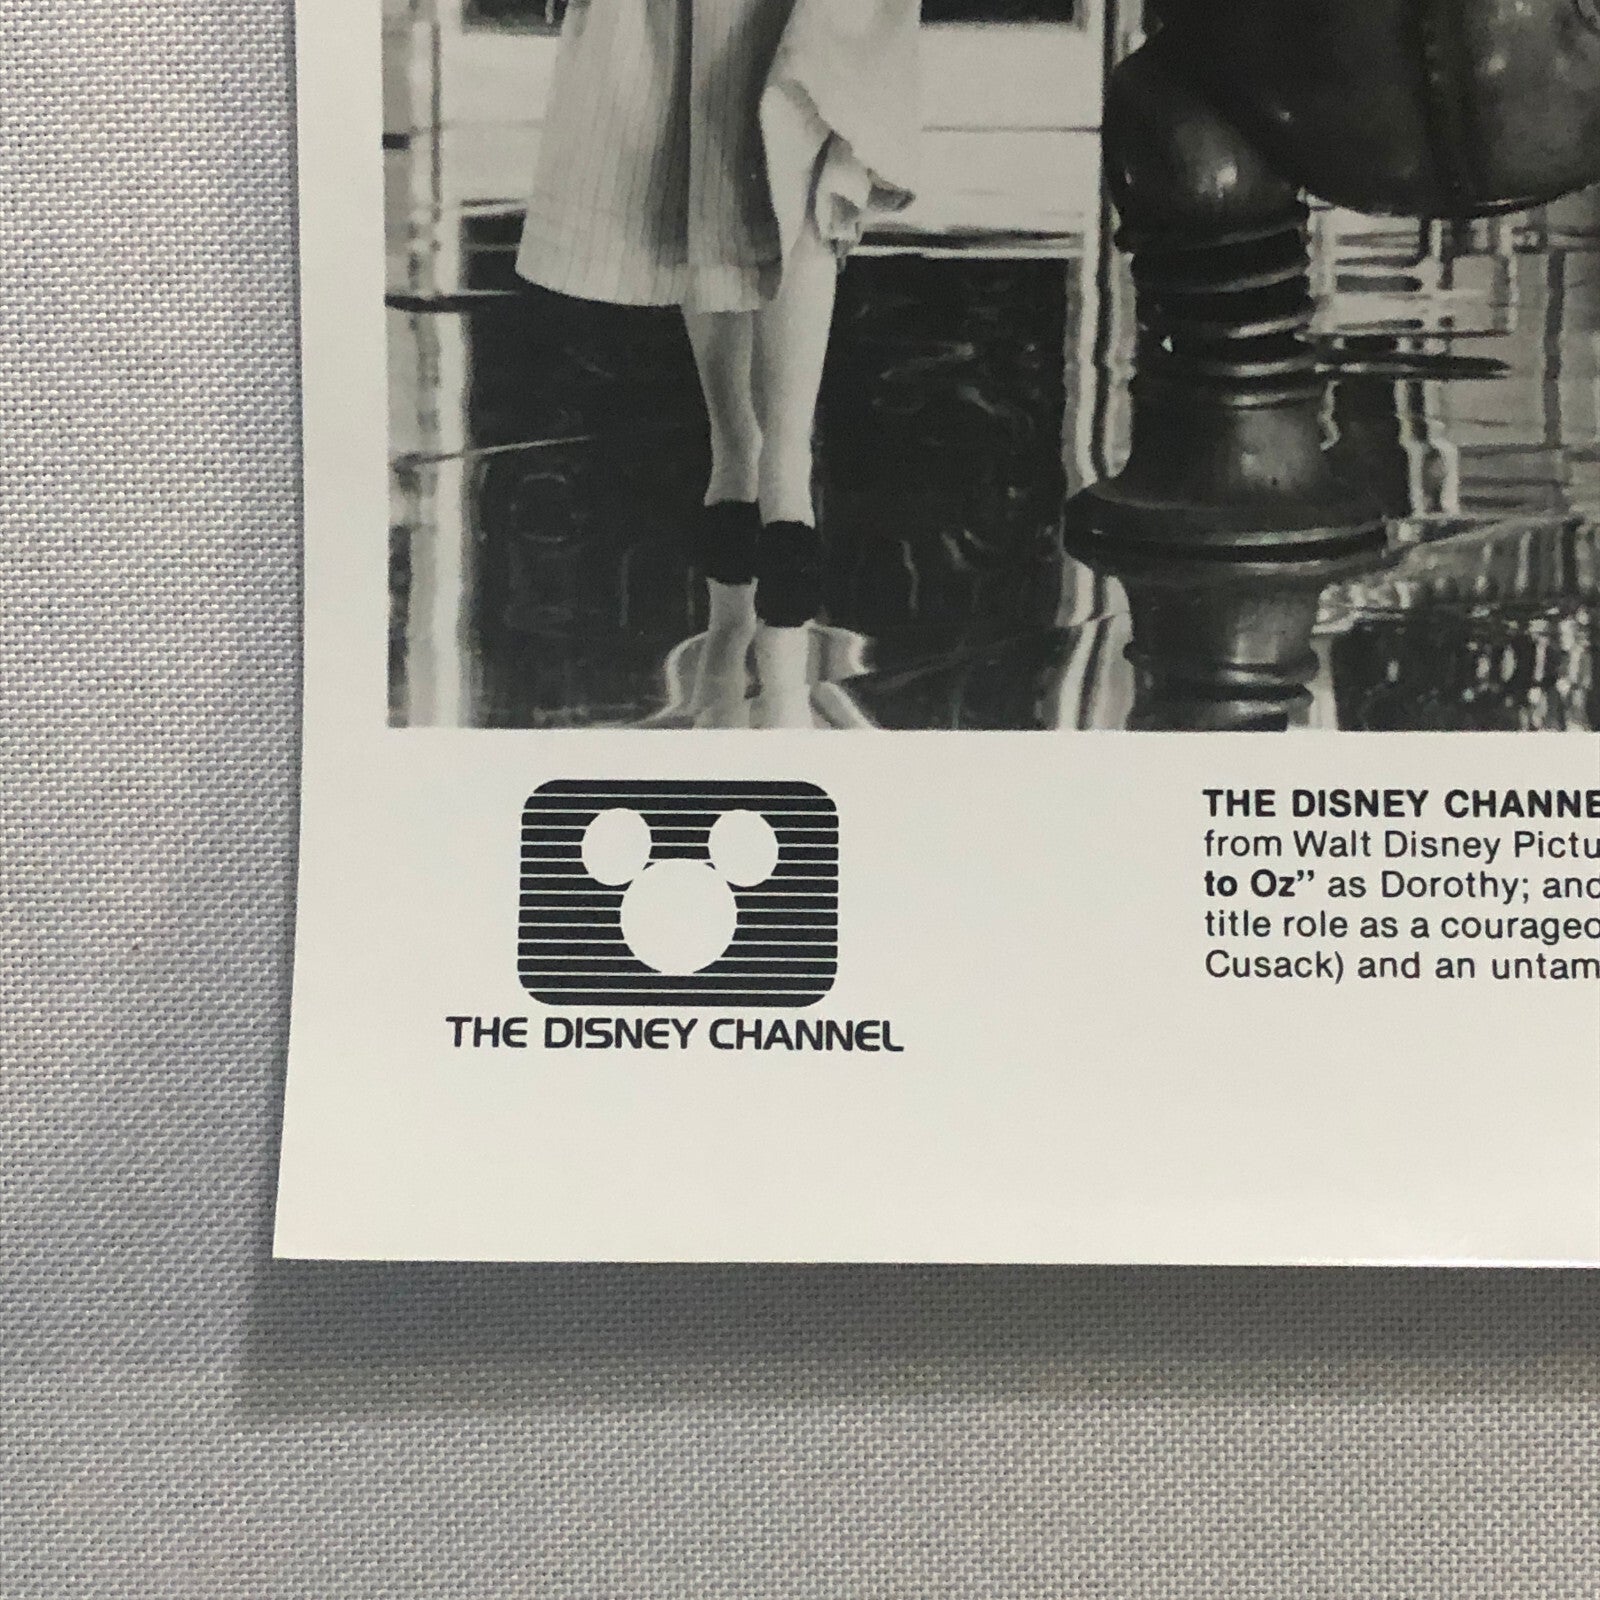 THE DISNEY CHANNEL
THE DISNEY CHANNE
from Walt Disney Pictu
to Oz” as Dorothy; and
title role as a courageo
Cusack) and an untam